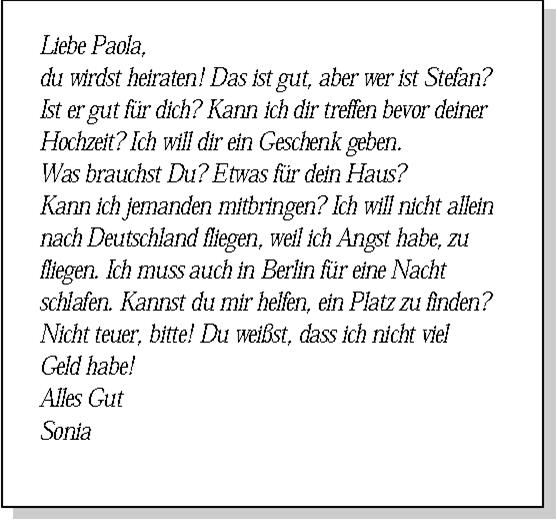 Liebe Paola,
du wirdst heiraten! Das ist gut, aber wer ist Stefan?
Ist er gut für dich? Kann ich dir treffen bevor deiner
Hochzeit? Ich will dir ein Geschenk geben.
Was brauchst Du? Etwas für dein Haus?
Kann ich jemanden mitbringen? Ich will nicht allein
nach Deutschland fliegen, weil ich Angst habe, zu
fliegen. Ich muss auch in Berlin für eine Nacht
schlafen. Kannst du mir helfen, ein Platz zu finden?
Nicht teuer, bitte! Du weißst, dass ich nicht viel
Geld habe!
Alles Gut
Sonia